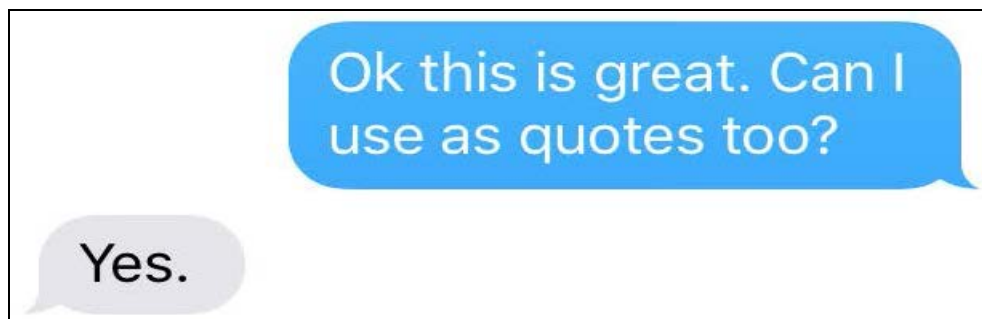 Ok this is great. Can I
use as quotes too?
Yes.